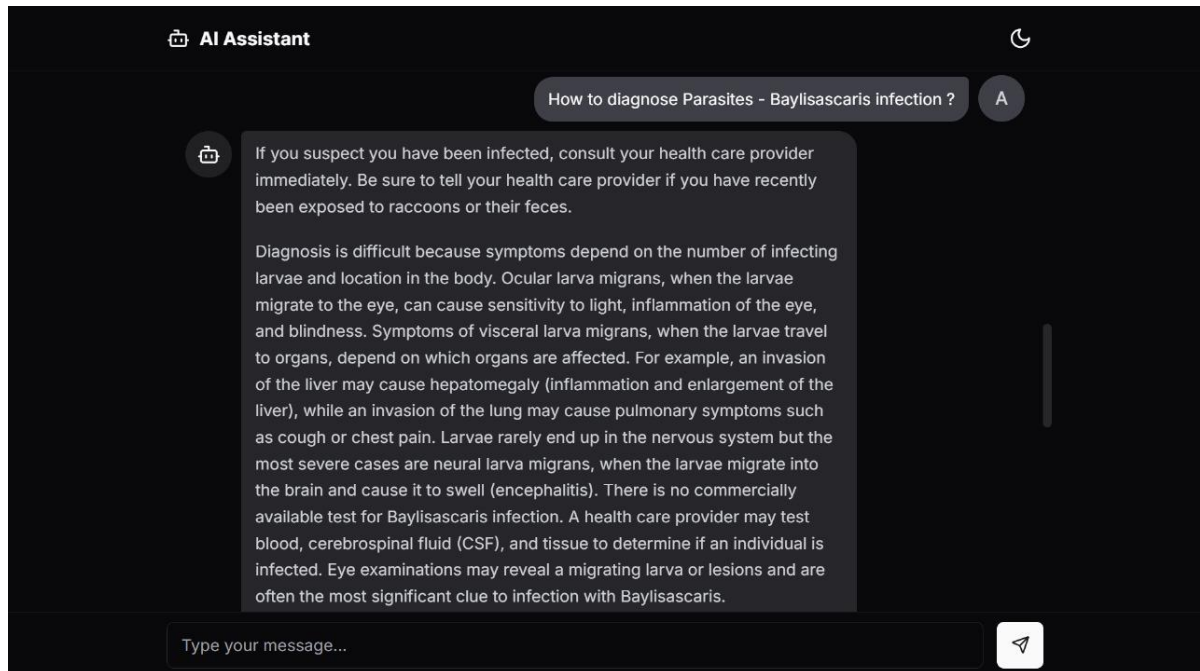 AI Assistant
How to diagnose Parasites - Baylisascaris infection ?
A
If you suspect you have been infected, consult your health care provider
immediately. Be sure to tell your health care provider if you have recently
been exposed to raccoons or their feces.
Diagnosis is difficult because symptoms depend on the number of infecting
larvae and location in the body. Ocular larva migrans, when the larvae
migrate to the eye, can cause sensitivity to light, inflammation of the eye,
and blindness. Symptoms of visceral larva migrans, when the larvae travel
to organs, depend on which organs are affected. For example, an invasion
of the liver may cause hepatomegaly (inflammation and enlargement of the
liver), while an invasion of the lung may cause pulmonary symptoms such
as cough or chest pain. Larvae rarely end up in the nervous system but the
most severe cases are neural larva migrans, when the larvae migrate into
the brain and cause it to swell (encephalitis). There is no commercially
available test for Baylisascaris infection. A health care provider may test
blood, cerebrospinal fluid (CSF), and tissue to determine if an individual is
infected. Eye examinations may reveal a migrating larva or lesions and are
often the most significant clue to infection with Baylisascaris.
Type your message...